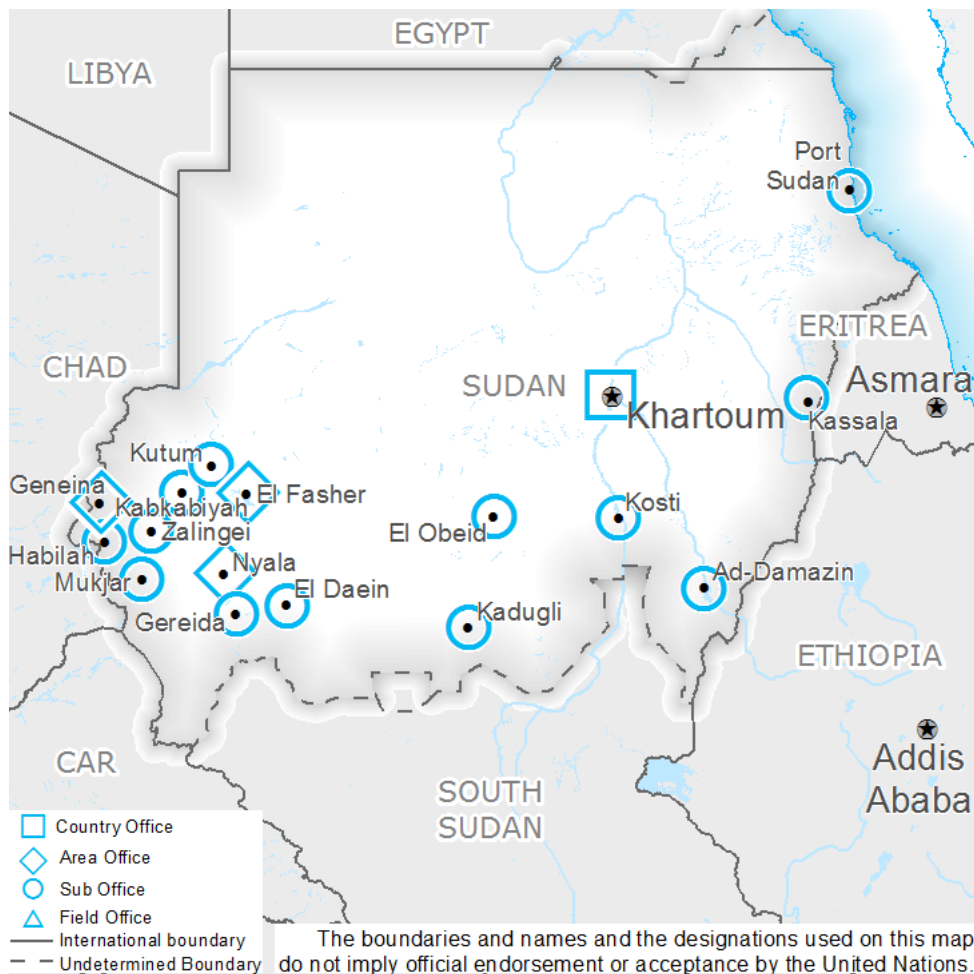 EGYPT
LIBYA
Port
Sudan
ERITREA
CHAD
SUDAN
Asmara
Khartoum
Kassala
Kutum
Geneina
El Fasher
Kabkabiyah
Kosti
El Obeid
Zalingei
Habilah
Nyala
Ad-Damazin
Mukjar
El Daein
Kadugli
Gereida
ETHIOPIA
CAR
Addis
Ababa
SOUTH
SUDAN
Country Office
Area Office
Sub Office
Field Office
International boundary
Undetermined Boundary
The boundaries and names and the designations used on this map
do not imply official endorsement or acceptance by the United Nations.